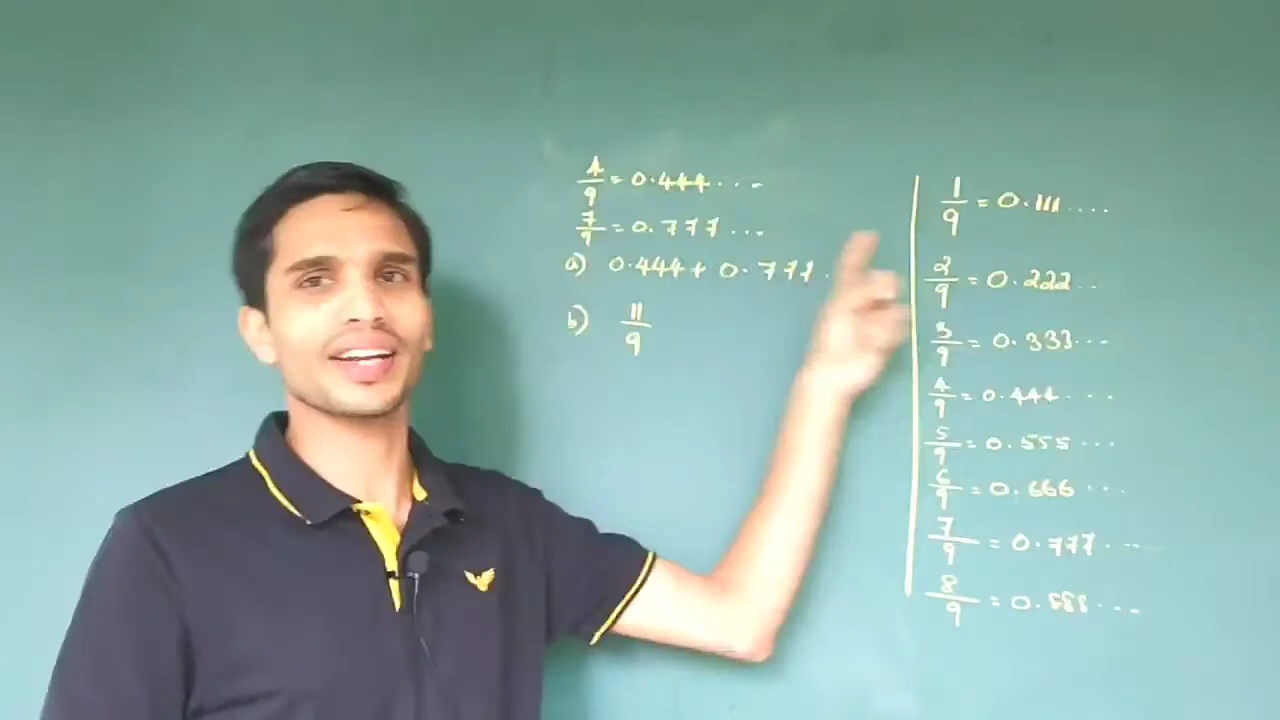 4/9 = 0.444...
7/9 = 0.777...
a) 0.444 + 0.777.
b) 11/9
1/9 = 0.111....
2/9 = 0.222..
3/9 = 0.333...
4/9 = 0.444....
5/9 = 0.555...
6/9 = 0.666...
7/9 = 0.777...
8/9 = 0.888...